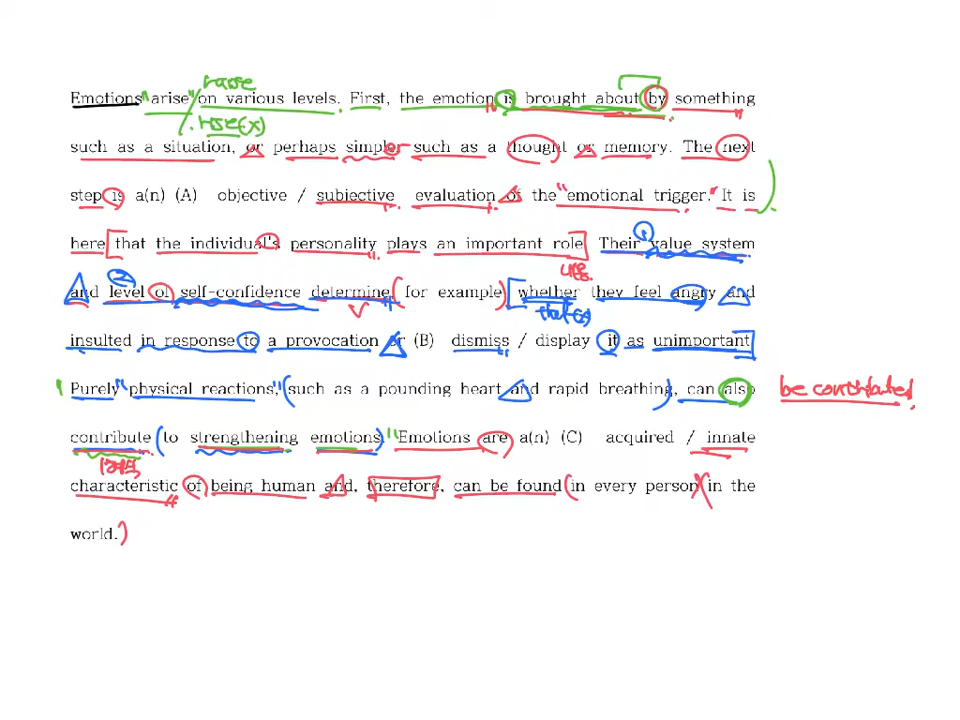 raise
Emotions arise on various levels. First, the emotion is brought about by something
rise(x)
such as a situation, or perhaps simple such as a thought or memory. The next
step is a(n) (A) objective / subjective evaluation of the "emotional trigger." It is
here that the individual's personality plays an important role Their value system
and level of self-confidence determine (for example) whether they feel angry and
that(x)
insulted in response to a provocation or (B) dismiss / display it as unimportant
Purely physical reactions, (such as a pounding heart and rapid breathing), can also
contribute to strengthening emotions Emotions are a(n) (C) acquired / innate
characteristic of being human and, therefore, can be found in every person in the
world.